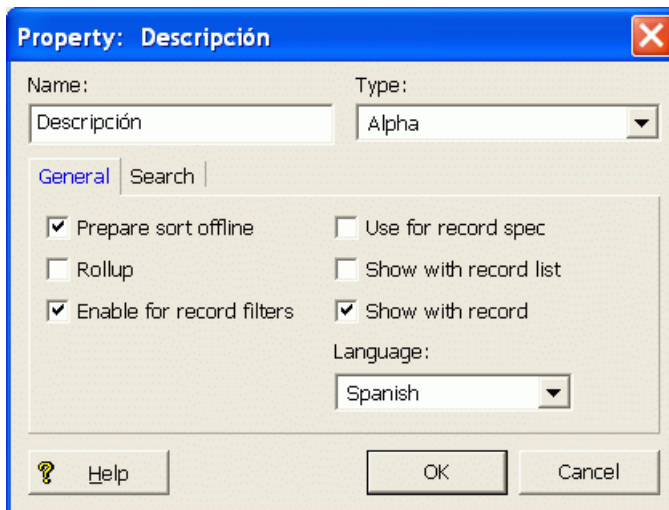 Property: Descripción
Name:
Type:
Descripción
Alpha
General
Search
Prepare sort offline
Use for record spec
Rollup
Show with record list
Enable for record filters
Show with record
Language:
Spanish
Help
OK
Cancel